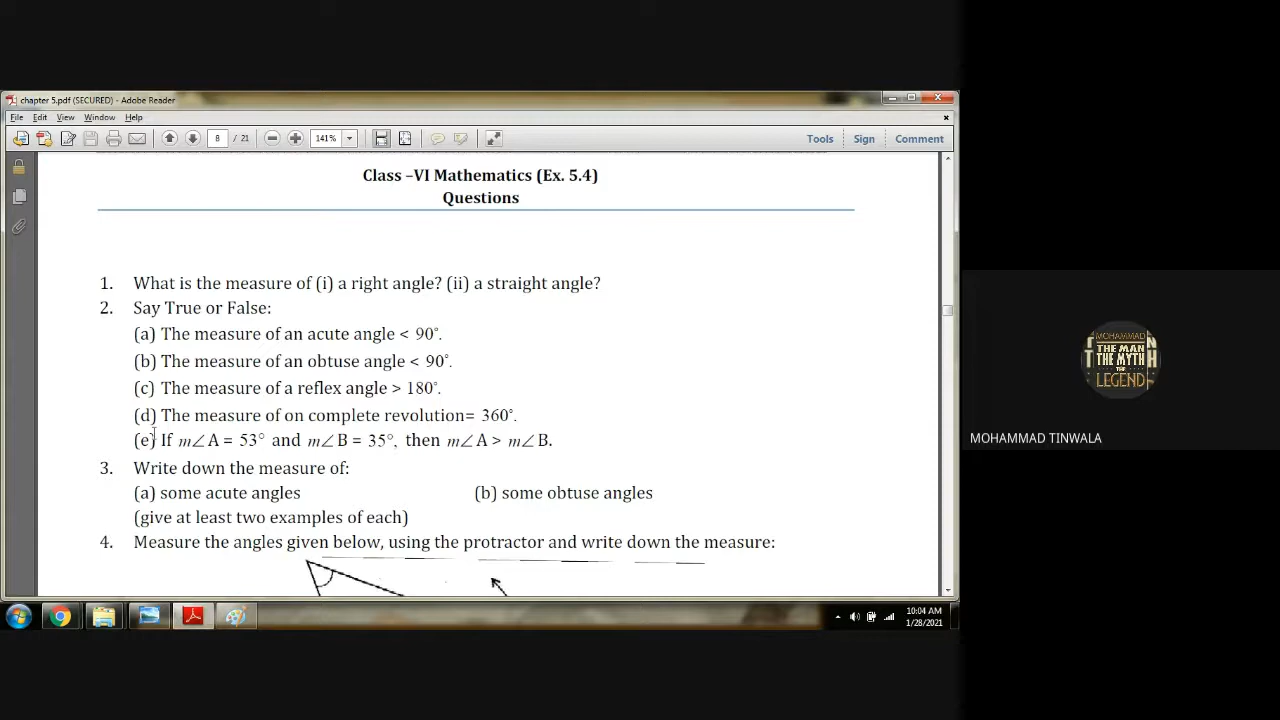 chapter 5.pdf (SECURED) - Adobe Reader
File Edit View Window Help
8 / 21 141% Tools Sign Comment
Class –VI Mathematics (Ex. 5.4)
Questions
1. What is the measure of (i) a right angle? (ii) a straight angle?
2. Say True or False:
(a) The measure of an acute angle < 90°.
(b) The measure of an obtuse angle < 90°.
(c) The measure of a reflex angle > 180°.
(d) The measure of on complete revolution= 360°.
(e) If m∠A = 53° and m∠B = 35°, then m∠A > m∠B.
3. Write down the measure of:
(a) some acute angles (b) some obtuse angles
(give at least two examples of each)
4. Measure the angles given below, using the protractor and write down the measure:
MOHAMMAD
THE MAN
THE MYTH
THE
LEGEND
MOHAMMAD TINWALA
10:04 AM
1/28/2021